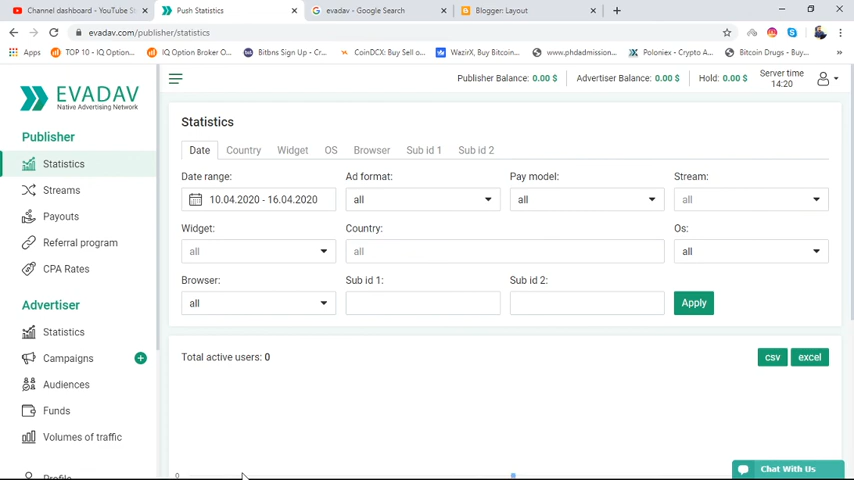 Channel dashboard - YouTube St
Push Statistics
evadav - Google Search
Blogger: Layout
evadav.com/publisher/statistics
Apps
TOP 10 - IQ Option...
IQ Option Broker O...
Bitbns Sign Up - Cr...
CoinDCX: Buy Sell o...
WazirX, Buy Bitcoin...
www.phdadmission...
Poloniex - Crypto A...
Bitcoin Drugs - Buy...
EVADAV
Native Advertising Network
Publisher Balance: 0.00 $
Advertiser Balance: 0.00 $
Hold: 0.00 $
Server time
14:20
Publisher
Statistics
Streams
Payouts
Referral program
CPA Rates
Advertiser
Statistics
Campaigns
Audiences
Funds
Volumes of traffic
Profile
Statistics
Date
Country
Widget
OS
Browser
Sub id 1
Sub id 2
Date range:
Ad format:
Pay model:
Stream:
10.04.2020 - 16.04.2020
all
all
all
Widget:
Country:
Os:
all
all
all
Browser:
Sub id 1:
Sub id 2:
all
Apply
Total active users: 0
csv
excel
0
Chat With Us